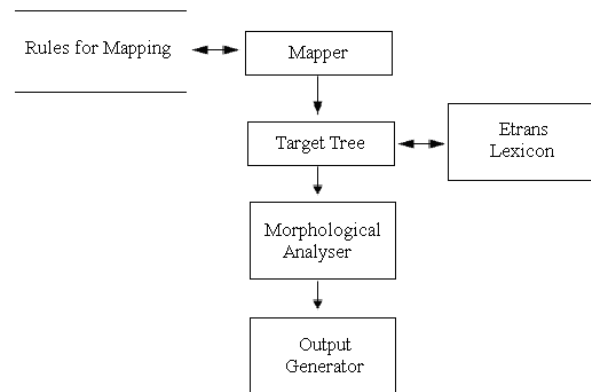 Rules for Mapping
Mapper
Target Tree
Etrans
Lexicon
Morphological
Analyser
Output
Generator